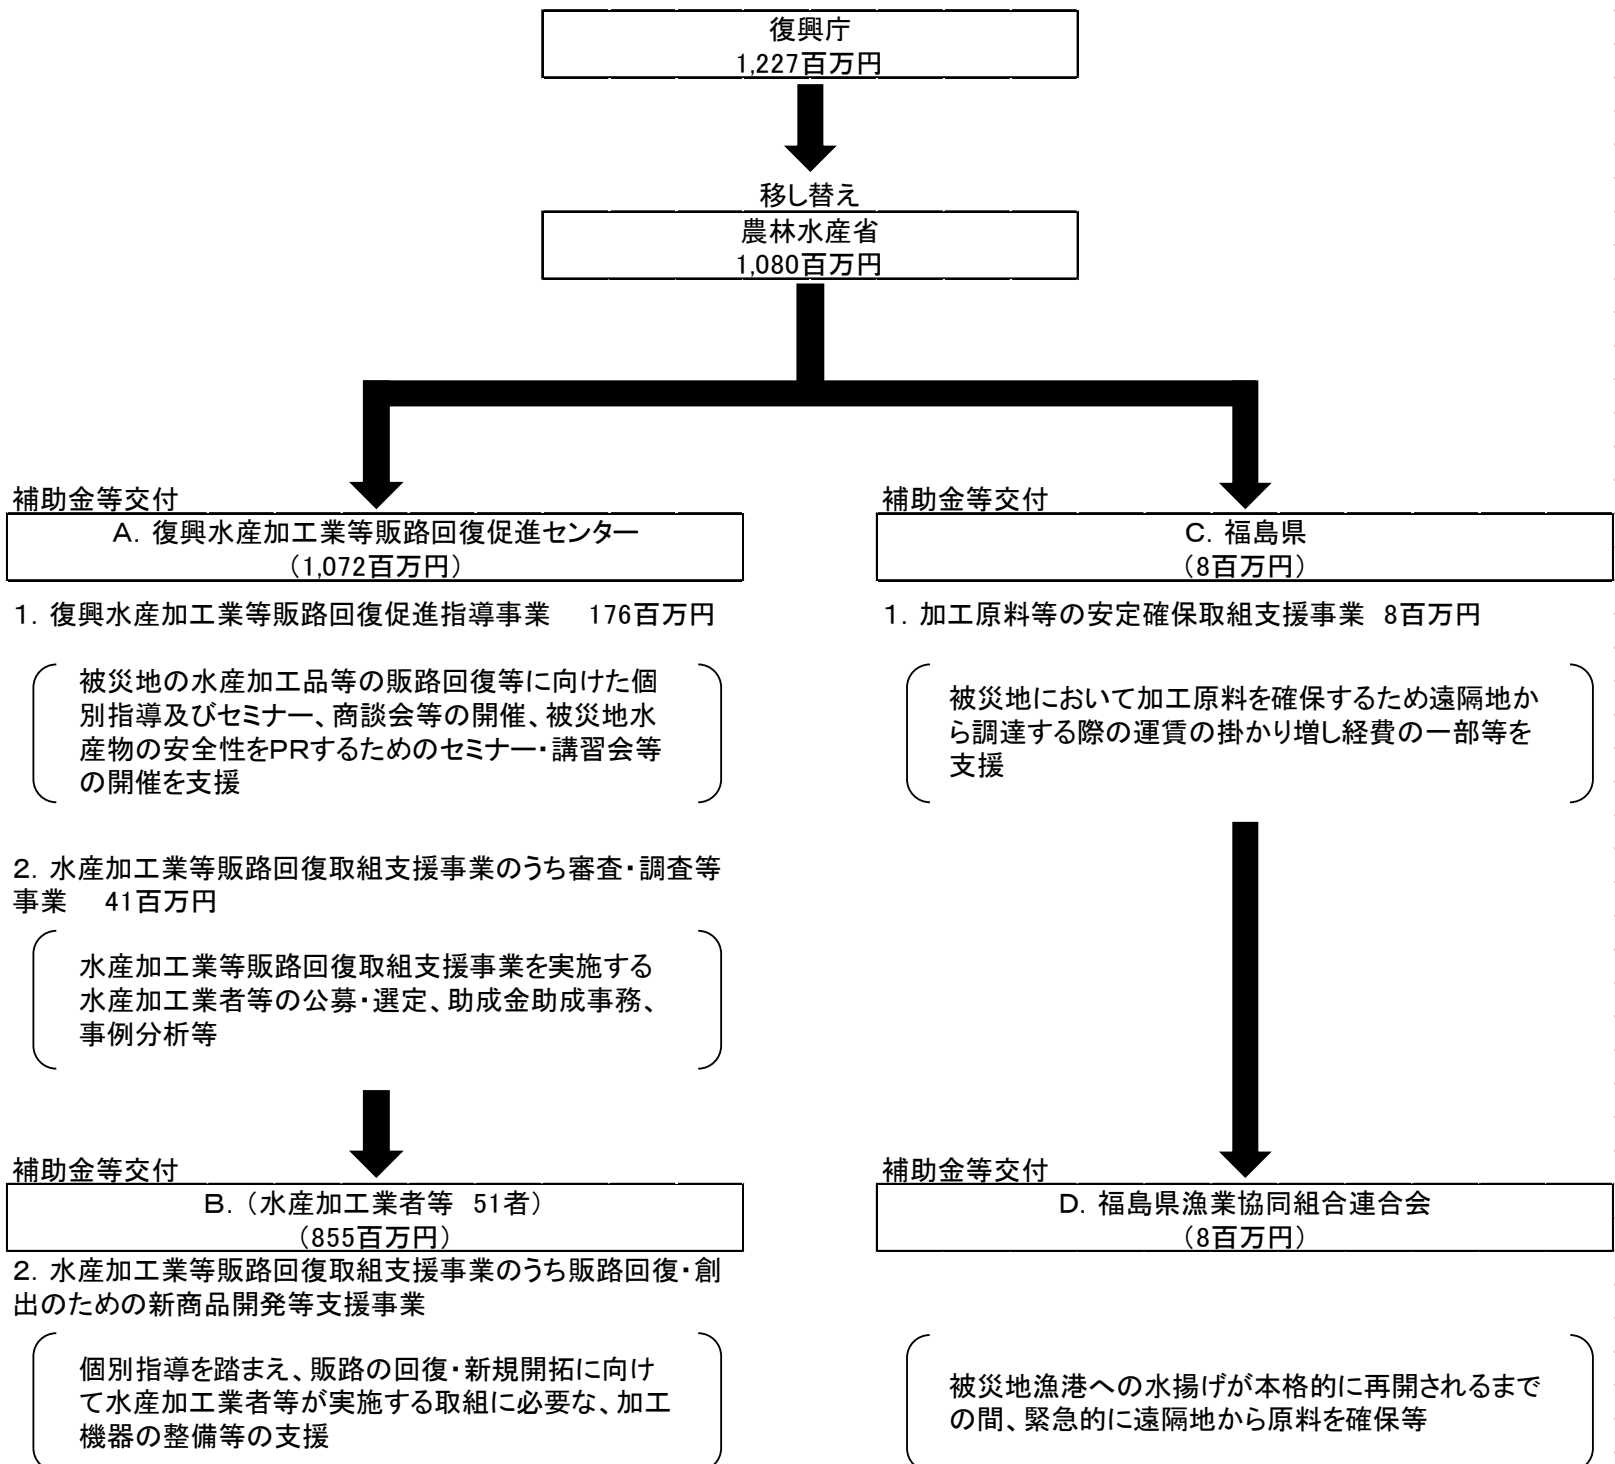 復興庁
1,227百万円
移し替え
農林水産省
1,080百万円
補助金等交付
A. 復興水産加工業等販路回復促進センター
（1,072百万円）
1. 復興水産加工業等販路回復促進指導事業　176百万円
被災地の水産加工品等の販路回復等に向けた個
別指導及びセミナー、商談会等の開催、被災地水
産物の安全性をPRするためのセミナー・講習会等
の開催を支援
2. 水産加工業等販路回復取組支援事業のうち審査・調査等
事業　41百万円
水産加工業等販路回復取組支援事業を実施する
水産加工業者等の公募・選定、助成金助成事務、
事例分析等
補助金等交付
B. （水産加工業者等　51者）
（855百万円）
2. 水産加工業等販路回復取組支援事業のうち販路回復・創
出のための新商品開発等支援事業
個別指導を踏まえ、販路の回復・新規開拓に向け
て水産加工業者等が実施する取組に必要な、加工
機器の整備等の支援
補助金等交付
C. 福島県
（8百万円）
1. 加工原料等の安定確保取組支援事業　8百万円
被災地において加工原料を確保するため遠隔地か
ら調達する際の運賃の掛かり増し経費の一部等を
支援
補助金等交付
D. 福島県漁業協同組合連合会
（8百万円）
被災地漁港への水揚げが本格的に再開されるまで
の間、緊急的に遠隔地から原料を確保等